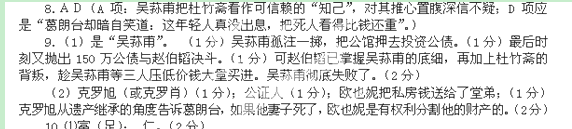 8.AD（A 项：吴荪甫把杜竹斋看作可信赖的“知己”，对其推心置腹深信不疑；D 项应
是“葛朗台却暗自笑道：这年轻人真没出息，把死人看得比钱还重”。）
9.（1）是“吴荪甫”。（1分）吴荪甫孤注一掷，把公馆押去投资公债。（1分）最后时
刻又抛出 150 万公债与赵伯韬决斗。（1分）可赵伯韬已掌握吴荪甫的底细，再加上杜竹斋的
背叛，趁吴荪甫等三人压低价钱大量买进。吴荪甫彻底失败了。（2分）
（2）克罗旭（或克罗肖）（1分）；公证人（1分）；欧也妮把私房钱送给了堂弟；（1分）
克罗旭从遗产继承的角度告诉葛朗台，如果他妻子死了，欧也妮是有权利分割他的财产的。（2分）
10.(1)富（足）； 仁。（2分）